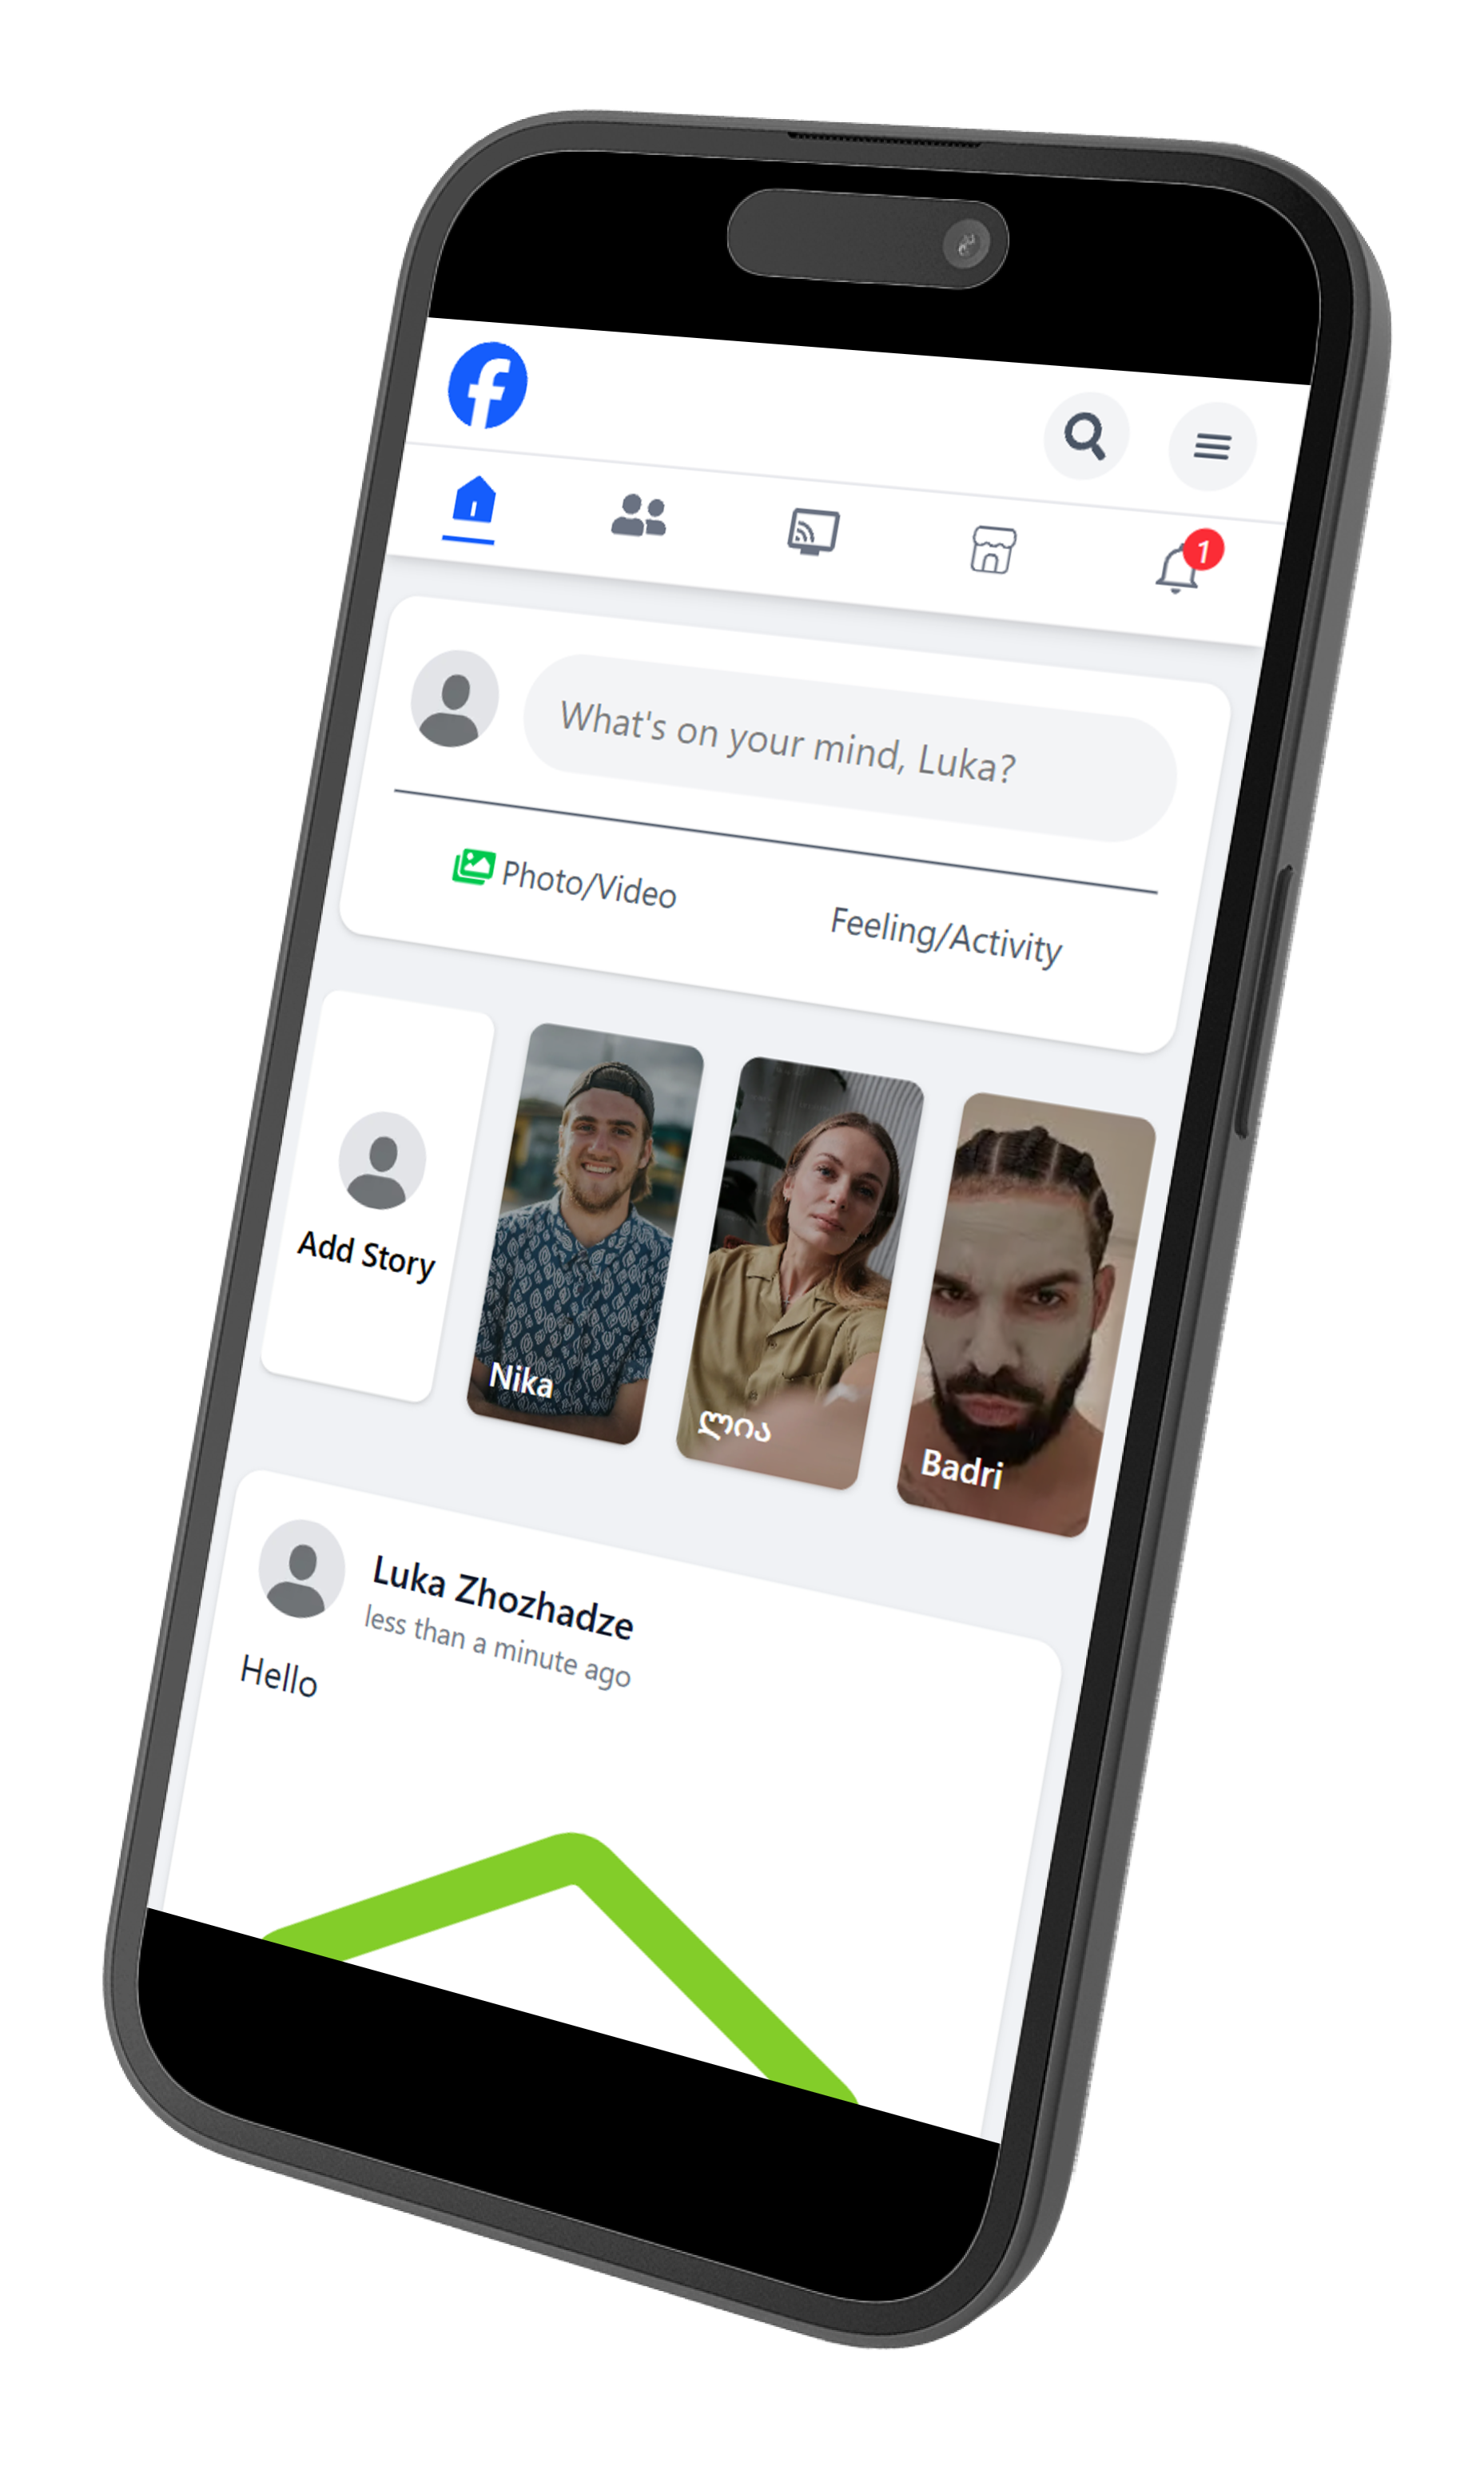 1
What's on your mind, Luka?
Photo/Video
Feeling/Activity
Add Story
Nika
ლია
Badri
Luka Zhozhadze
less than a minute ago
Hello